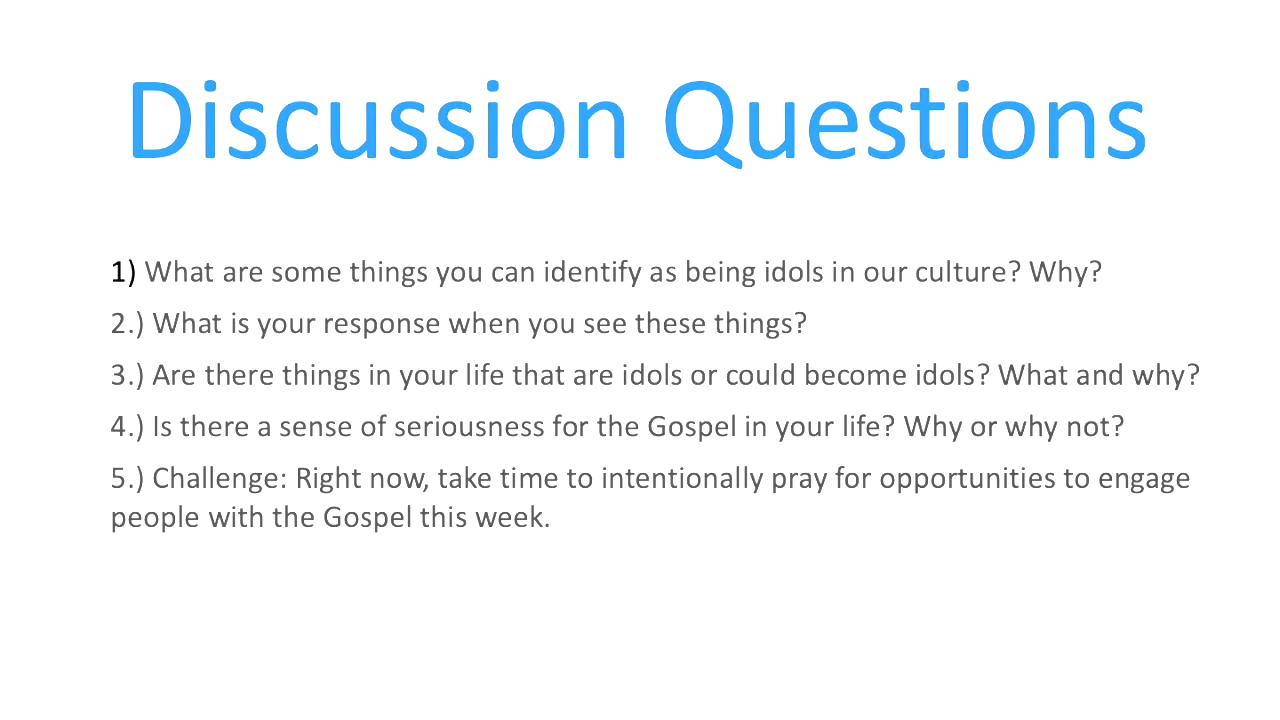 Discussion Questions
1) What are some things you can identify as being idols in our culture? Why?
2.) What is your response when you see these things?
3.) Are there things in your life that are idols or could become idols? What and why?
4.) Is there a sense of seriousness for the Gospel in your life? Why or why not?
5.) Challenge: Right now, take time to intentionally pray for opportunities to engage
people with the Gospel this week.